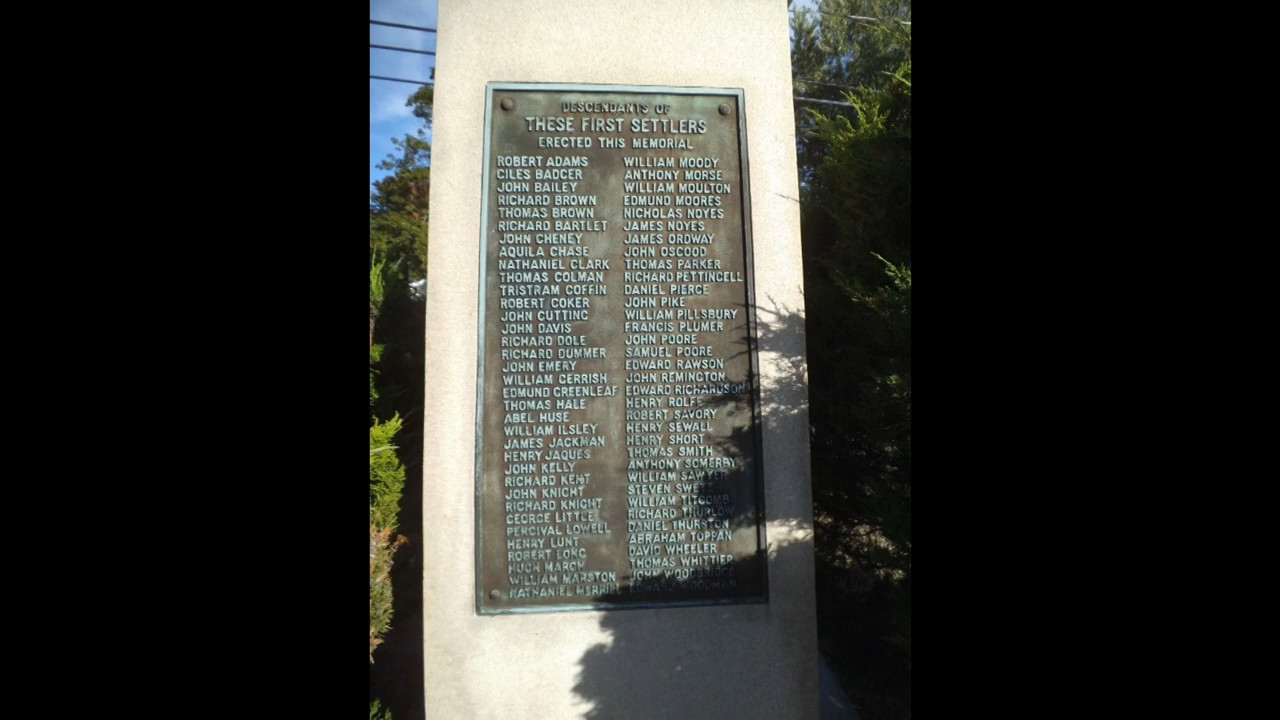 DESCENDANTS OF
THESE FIRST SETTLERS
ERECTED THIS MEMORIAL
ROBERT ADAMS
GILES BADGER
JOHN BAILEY
RICHARD BROWN
THOMAS BROWN
RICHARD BARTLET
JOHN CHENEY
AQUILA CHASE
NATHANIEL CLARK
THOMAS COLMAN
TRISTRAM COFFIN
ROBERT COKER
JOHN CUTTING
JOHN DAVIS
RICHARD DOLE
RICHARD DUMMER
JOHN EMERY
WILLIAM GERRISH
EDMUND GREENLEAF
THOMAS HALE
ABEL HUSE
WILLIAM ILSLEY
JAMES JACKMAN
HENRY JAQUES
JOHN KELLY
RICHARD KENT
JOHN KNIGHT
RICHARD KNIGHT
GEORGE LITTLE
PERCIVAL LOWELL
HENRY LUNT
ROBERT LONG
HUGH MARCH
WILLIAM MARSTON
NATHANIEL MERRILL
WILLIAM MOODY
ANTHONY MORSE
WILLIAM MOULTON
EDMUND MOORES
NICHOLAS NOYES
JAMES NOYES
JAMES ORDWAY
JOHN OSGOOD
THOMAS PARKER
RICHARD PETTINGELL
DANIEL PIERCE
JOHN PIKE
WILLIAM PILLSBURY
FRANCIS PLUMER
JOHN POORE
SAMUEL POORE
EDWARD RAWSON
JOHN REMINGTON
EDWARD RICHARDSON
HENRY ROLFE
ROBERT SAVORY
HENRY SEWALL
HENRY SHORT
THOMAS SMITH
ANTHONY SOMERBY
WILLIAM SAWYER
STEVEN SWETT
WILLIAM TITCOMB
RICHARD THURLOW
DANIEL THURSTON
ABRAHAM TOPPAN
DAVID WHEELER
THOMAS WHITTIER
JOHN WOODBRIDGE
WOODMAN